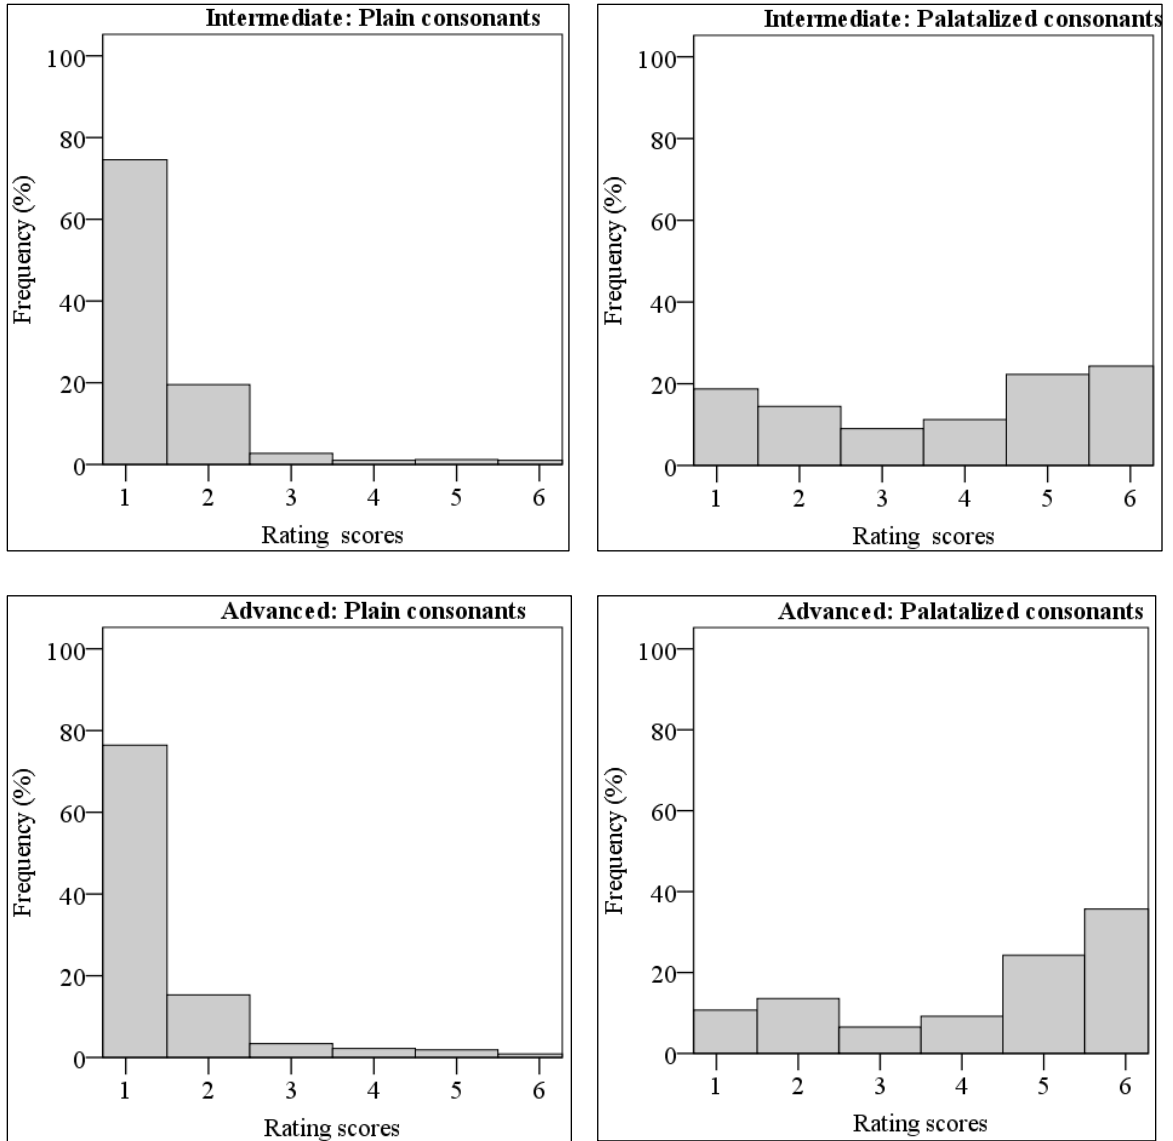 Intermediate: Plain consonants
Frequency (%)
100
80
60
40
20
0
1 2 3 4 5 6
Rating scores
Intermediate: Palatalized consonants
Frequency (%)
100
80
60
40
20
0
1 2 3 4 5 6
Rating scores
Advanced: Plain consonants
Frequency (%)
100
80
60
40
20
0
1 2 3 4 5 6
Rating scores
Advanced: Palatalized consonants
Frequency (%)
100
80
60
40
20
0
1 2 3 4 5 6
Rating scores